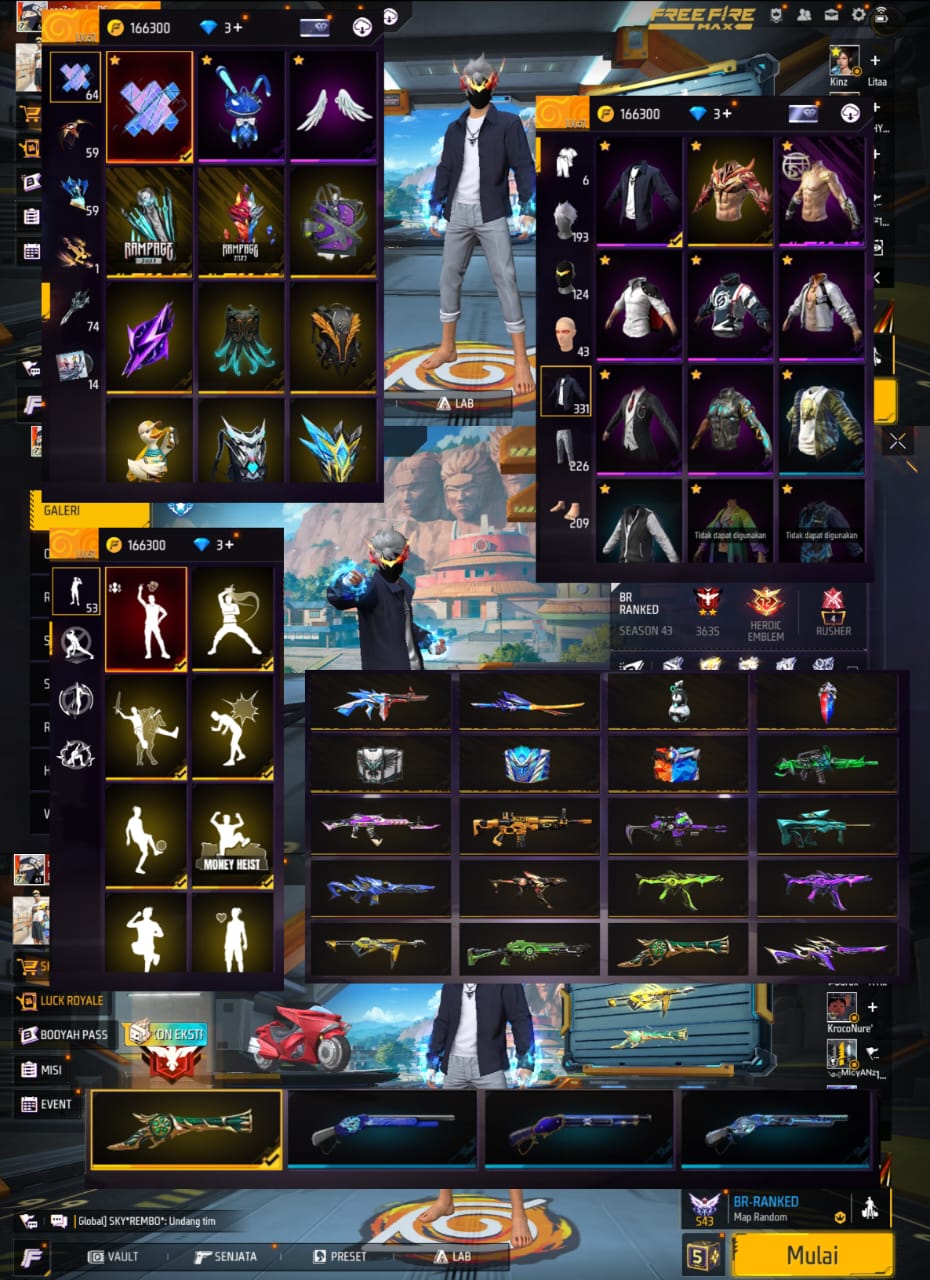 166300
3+
FREE FIRE
MAX
Kinz
Litaa
64
59
59
1
74
14
RAMPAGE
RAMPAGE
LAB
166300
3+
6
193
124
43
331
226
209
Tidak dapat digunakan
Tidak dapat digunakan
GALERI
166300
3+
53
MONEY HEIST
BR
RANKED
SEASON 43
3635
HEROIC
EMBLEM
4
RUSHER
LUCK ROYALE
BOOYAH PASS
MISI
EVENT
KrocoNure'
Global] SKY*REMBO*: Undang tim
VAULT
SENJATA
PRESET
LAB
543
BR-RANKED
Map Random
5
Mulai